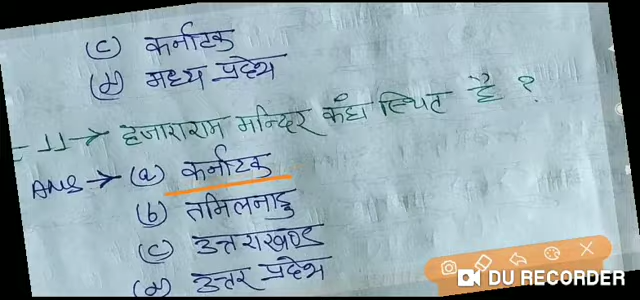 (c) कर्नाटक
(d) मध्य प्रदेश
- 11 → हजाराराम मन्दिर कहां स्थित है ?
ANS → (a) कर्नाटक
(b) तमिलनाडु
(c) उत्तराखण्ड
(d) उत्तर प्रदेश
DU RECORDER